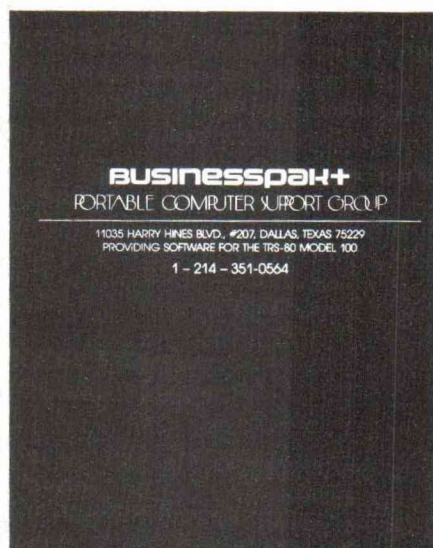 BUSINESSPAK+
PORTABLE COMPUTER SUPPORT GROUP
11035 HARRY HINES BLVD., #207, DALLAS, TEXAS 75229
PROVIDING SOFTWARE FOR THE TRS-80 MODEL 100
1 – 214 – 351-0564